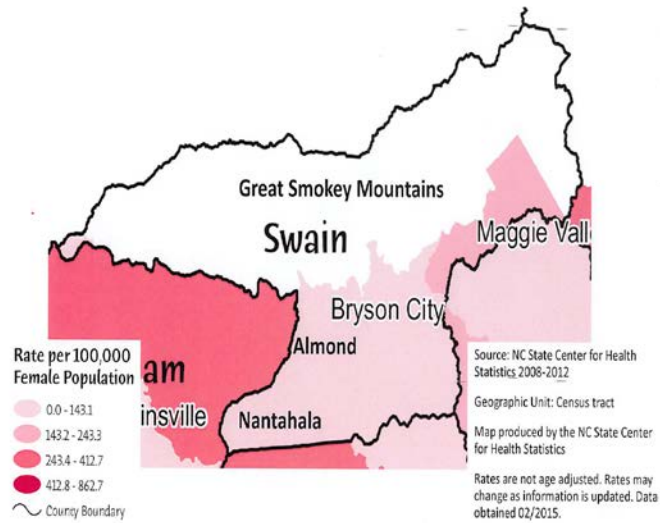 Great Smokey Mountains
Swain
Maggie Vall
Bryson City
Almond
am
insville
Nantahala
Rate per 100,000
Female Population
0.0 - 143.1
143.2 - 243.3
243.4 - 412.7
412.8 - 862.7
County Boundary
Source: NC State Center for Health
Statistics 2008-2012
Geographic Unit: Census tract
Map produced by the NC State Center
for Health Statistics
Rates are not age adjusted. Rates may
change as information is updated. Data
obtained 02/2015.